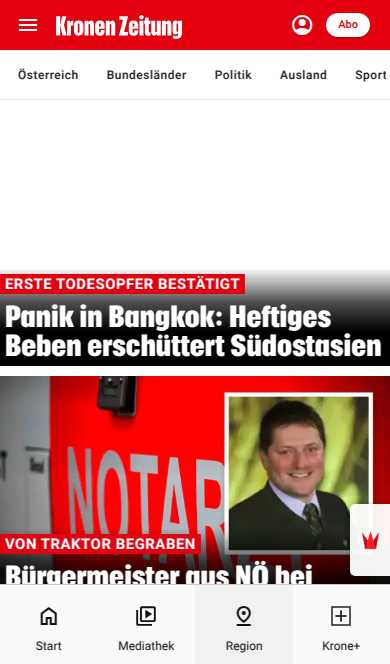 Kronen Zeitung
Abo
Österreich Bundesländer Politik Ausland Sport
ERSTE TODESOPFER BESTÄTIGT
Panik in Bangkok: Heftiges
Beben erschüttert Südostasien
NOTAR
VON TRAKTOR BEGRABEN
Bürgermeister aus NÖ bei
Start Mediathek Region Krone+